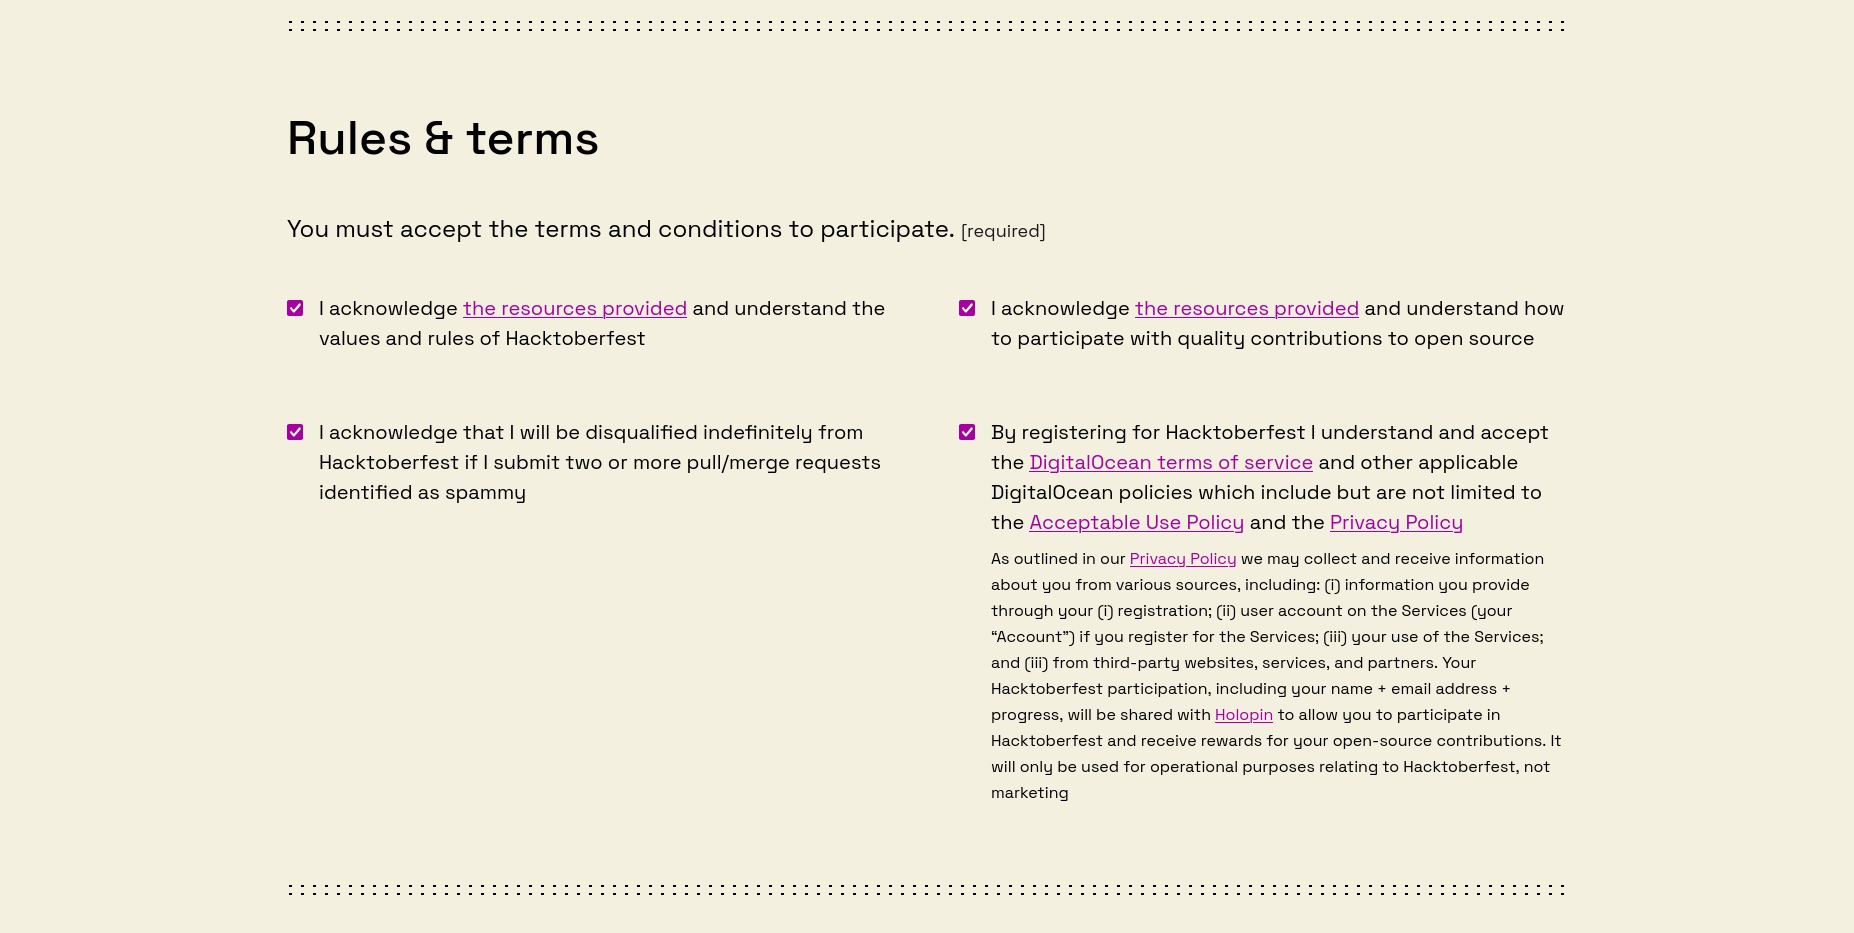 Rules & terms
You must accept the terms and conditions to participate. [required]
I acknowledge the resources provided and understand the
values and rules of Hacktoberfest
I acknowledge the resources provided and understand how
to participate with quality contributions to open source
I acknowledge that I will be disqualified indefinitely from
Hacktoberfest if I submit two or more pull/merge requests
identified as spammy
By registering for Hacktoberfest I understand and accept
the DigitalOcean terms of service and other applicable
DigitalOcean policies which include but are not limited to
the Acceptable Use Policy and the Privacy Policy
As outlined in our Privacy Policy we may collect and receive information
about you from various sources, including: (i) information you provide
through your (i) registration; (ii) user account on the Services (your
“Account”) if you register for the Services; (iii) your use of the Services;
and (iii) from third-party websites, services, and partners. Your
Hacktoberfest participation, including your name + email address +
progress, will be shared with Holopin to allow you to participate in
Hacktoberfest and receive rewards for your open-source contributions. It
will only be used for operational purposes relating to Hacktoberfest, not
marketing